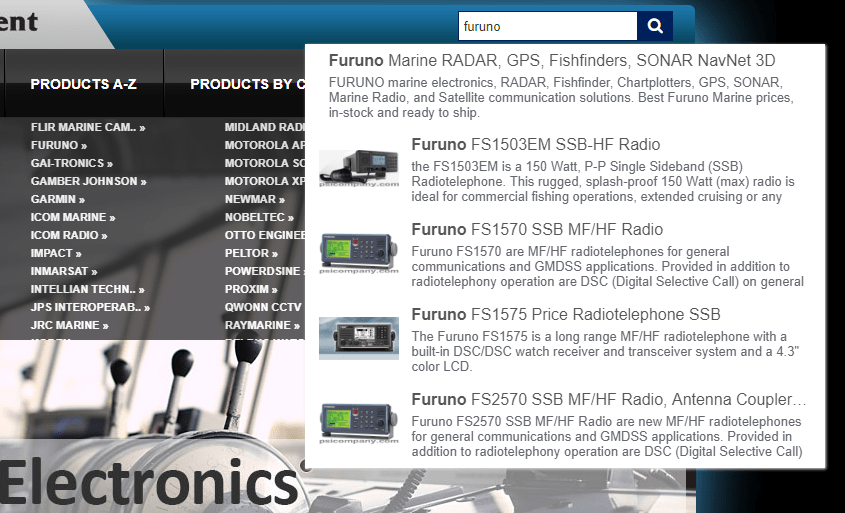 ent
furuno
PRODUCTS A-Z
PRODUCTS BY C
FLIR MARINE CAM.. »
FURUNO »
GAI-TRONICS »
GAMBER JOHNSON »
GARMIN »
ICOM MARINE »
ICOM RADIO »
IMPACT »
INMARSAT »
INTELLIAN TECHN.. »
JPS INTEROPERAB.. »
JRC MARINE »
MIDLAND RADI
MOTOROLA AP
MOTOROLA SO
MOTOROLA XP
NEWMAR »
NOBELTEC »
OTTO ENGINEE
PELTOR »
POWERDSINE »
PROXIM »
QWONN CCTV
RAYMARINE »
Furuno Marine RADAR, GPS, Fishfinders, SONAR NavNet 3D
FURUNO marine electronics, RADAR, Fishfinder, Chartplotters, GPS, SONAR,
Marine Radio, and Satellite communication solutions. Best Furuno Marine prices,
in-stock and ready to ship.
psicompany.com
Furuno FS1503EM SSB-HF Radio
the FS1503EM is a 150 Watt, P-P Single Sideband (SSB)
Radiotelephone. This rugged, splash-proof 150 Watt (max) radio is
ideal for commercial fishing operations, extended cruising or any
psicompany.com
Furuno FS1570 SSB MF/HF Radio
Furuno FS1570 are MF/HF radiotelephones for general
communications and GMDSS applications. Provided in addition to
radiotelephony operation are DSC (Digital Selective Call) on general
Furuno FS1575 Price Radiotelephone SSB
The Furuno FS1575 is a long range MF/HF radiotelephone with a
built-in DSC/DSC watch receiver and transceiver system and a 4.3"
color LCD.
psicompany.com
Furuno FS2570 SSB MF/HF Radio, Antenna Coupler…
Furuno FS2570 SSB MF/HF Radio are new MF/HF radiotelephones
for general communications and GMDSS applications. Provided in
addition to radiotelephony operation are DSC (Digital Selective Call)
Electronics